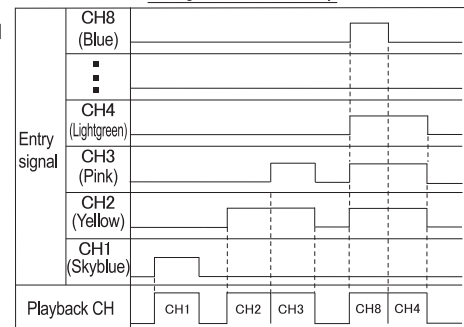 CH8
(Blue)
CH4
(Lightgreen)
Entry
signal
CH3
(Pink)
CH2
(Yellow)
CH1
(Skyblue)
Playback CH
CH1
CH2
CH3
CH8
CH4